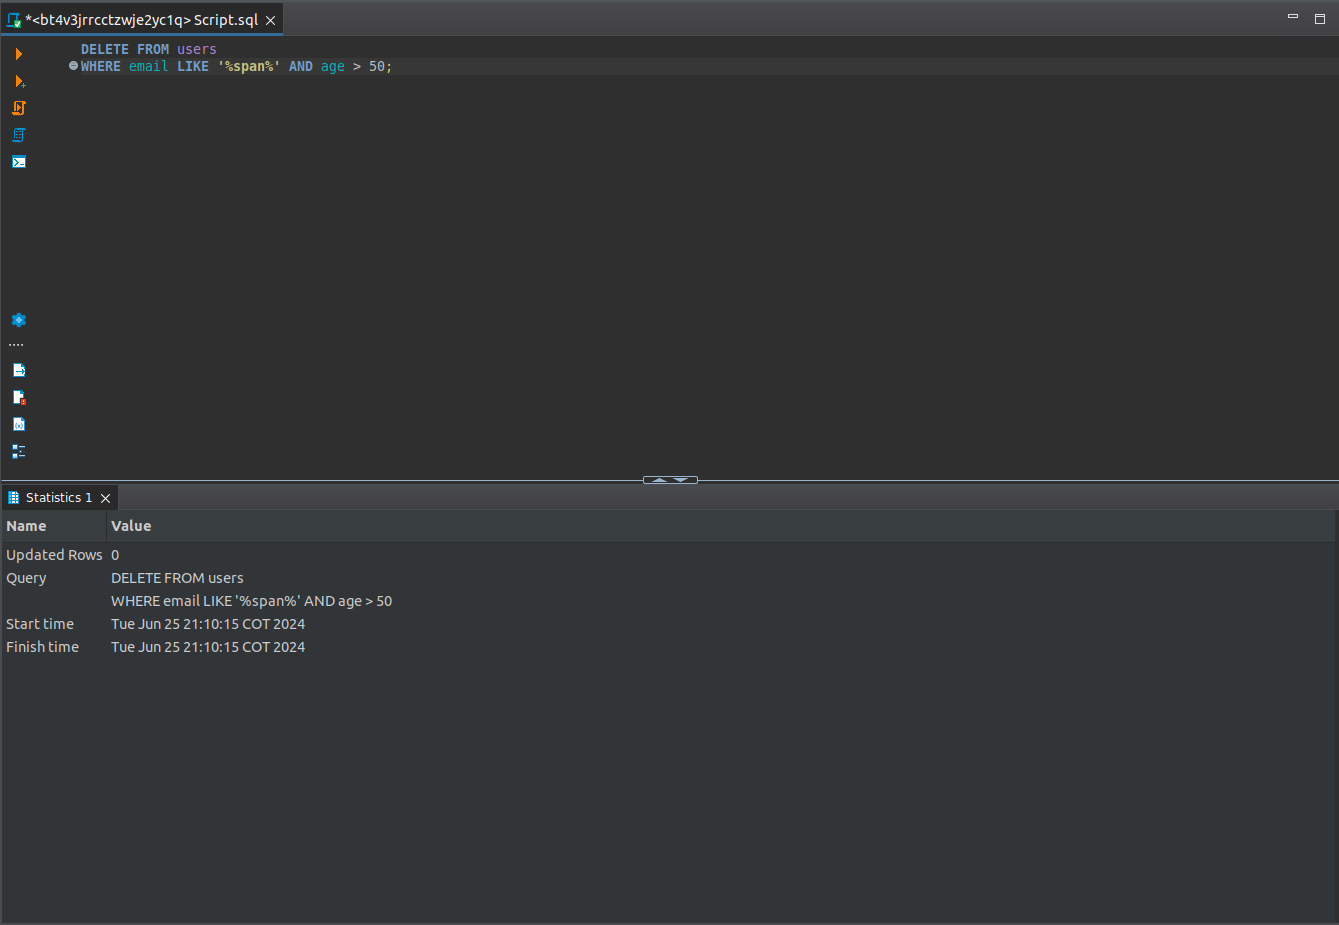 *<bt4v3jrrcctzwje2yc1q> Script.sql
DELETE FROM users
WHERE email LIKE '%span%' AND age > 50;
Statistics 1
Name Value
Updated Rows 0
Query DELETE FROM users
WHERE email LIKE '%span%' AND age > 50
Start time Tue Jun 25 21:10:15 COT 2024
Finish time Tue Jun 25 21:10:15 COT 2024